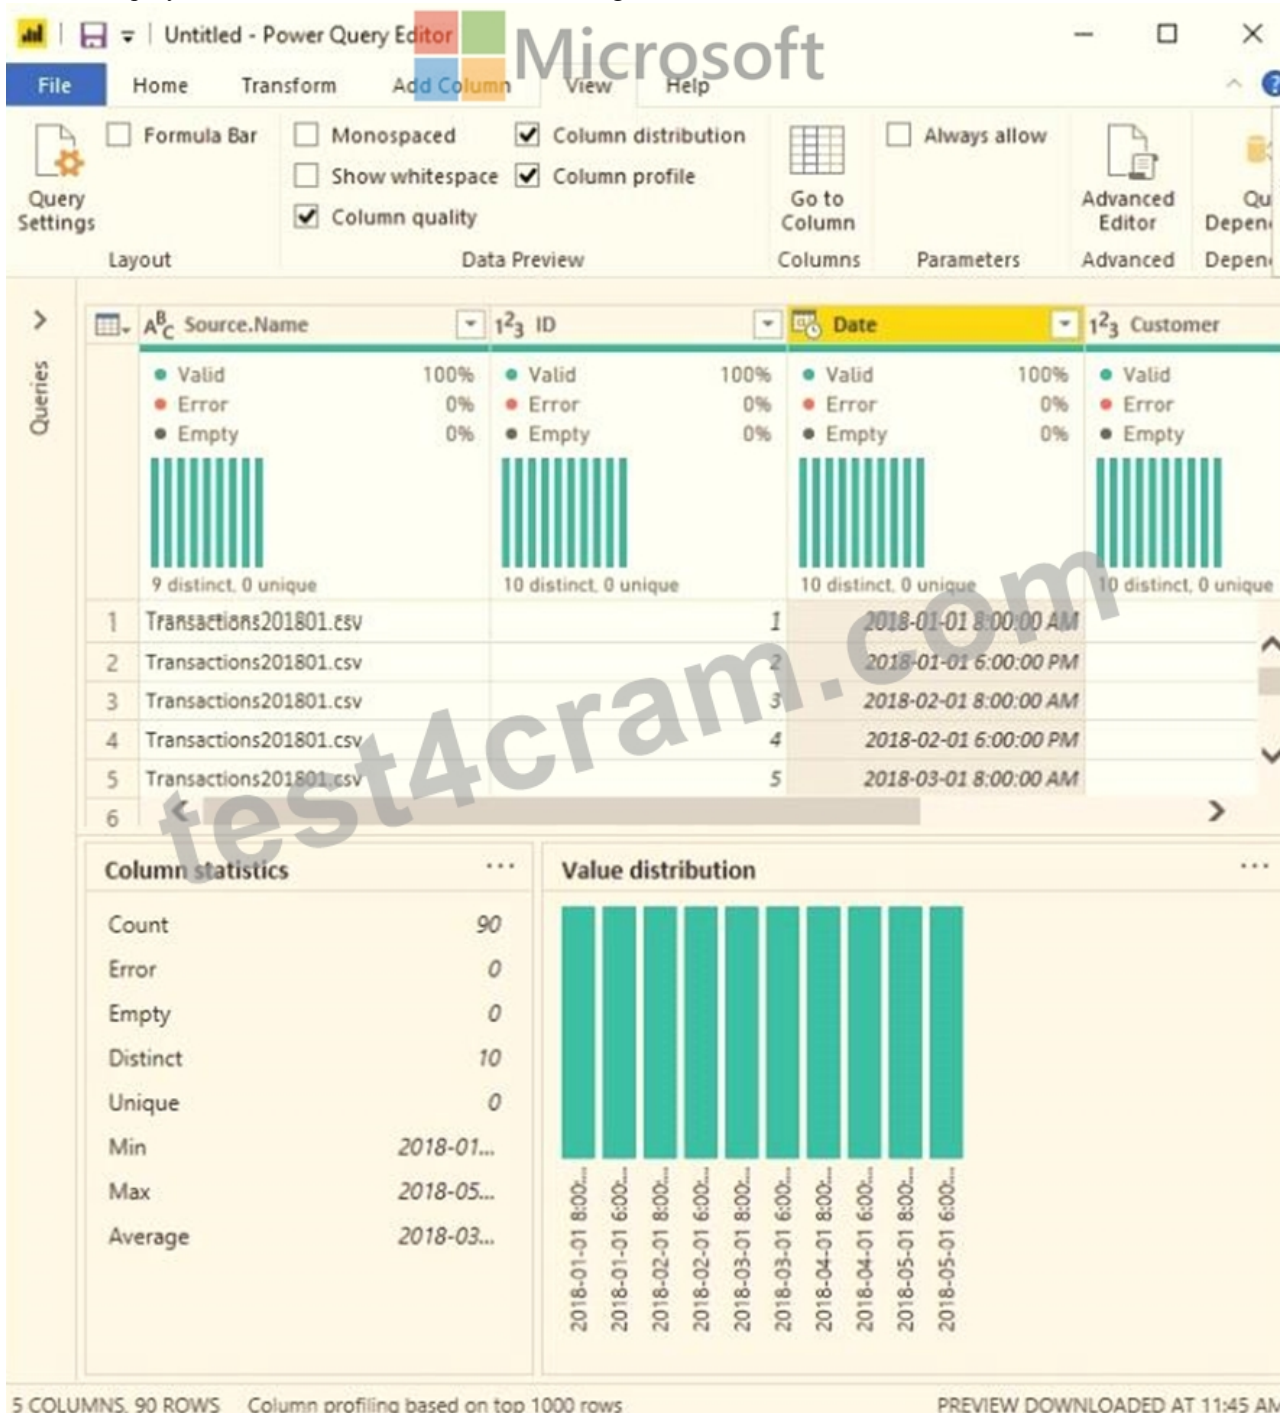 Untitled - Power Query Editor
Microsoft
File Home Transform Add Column View Help
Formula Bar
Monospaced
Column distribution
Always allow
Show whitespace
Column profile
Column quality
Query Settings
Go to Column
Advanced Editor
Qu
Depen
Layout
Data Preview
Columns
Parameters
Advanced
Depen
Queries
ABC Source.Name
123 ID
Date
123 Customer
Valid 100% Valid 100% Valid 100% Valid
Error 0% Error 0% Error 0% Error
Empty 0% Empty 0% Empty 0% Empty
9 distinct, 0 unique 10 distinct, 0 unique 10 distinct, 0 unique 10 distinct, 0 unique
1 Transactions201801.csv 1 2018-01-01 8:00:00 AM
2 Transactions201801.csv 2 2018-01-01 6:00:00 PM
3 Transactions201801.csv 3 2018-02-01 8:00:00 AM
4 Transactions201801.csv 4 2018-02-01 6:00:00 PM
5 Transactions201801.csv 5 2018-03-01 8:00:00 AM
6
test4cram.com
Column statistics ...
Count 90
Error 0
Empty 0
Distinct 10
Unique 0
Min 2018-01...
Max 2018-05...
Average 2018-03...
Value distribution ...
2018-01-01 8:00:...
2018-01-01 6:00:...
2018-02-01 8:00:...
2018-02-01 6:00:...
2018-03-01 8:00:...
2018-03-01 6:00:...
2018-04-01 8:00:...
2018-04-01 6:00:...
2018-05-01 8:00:...
2018-05-01 6:00:...
5 COLUMNS, 90 ROWS Column profiling based on top 1000 rows PREVIEW DOWNLOADED AT 11:45 AM